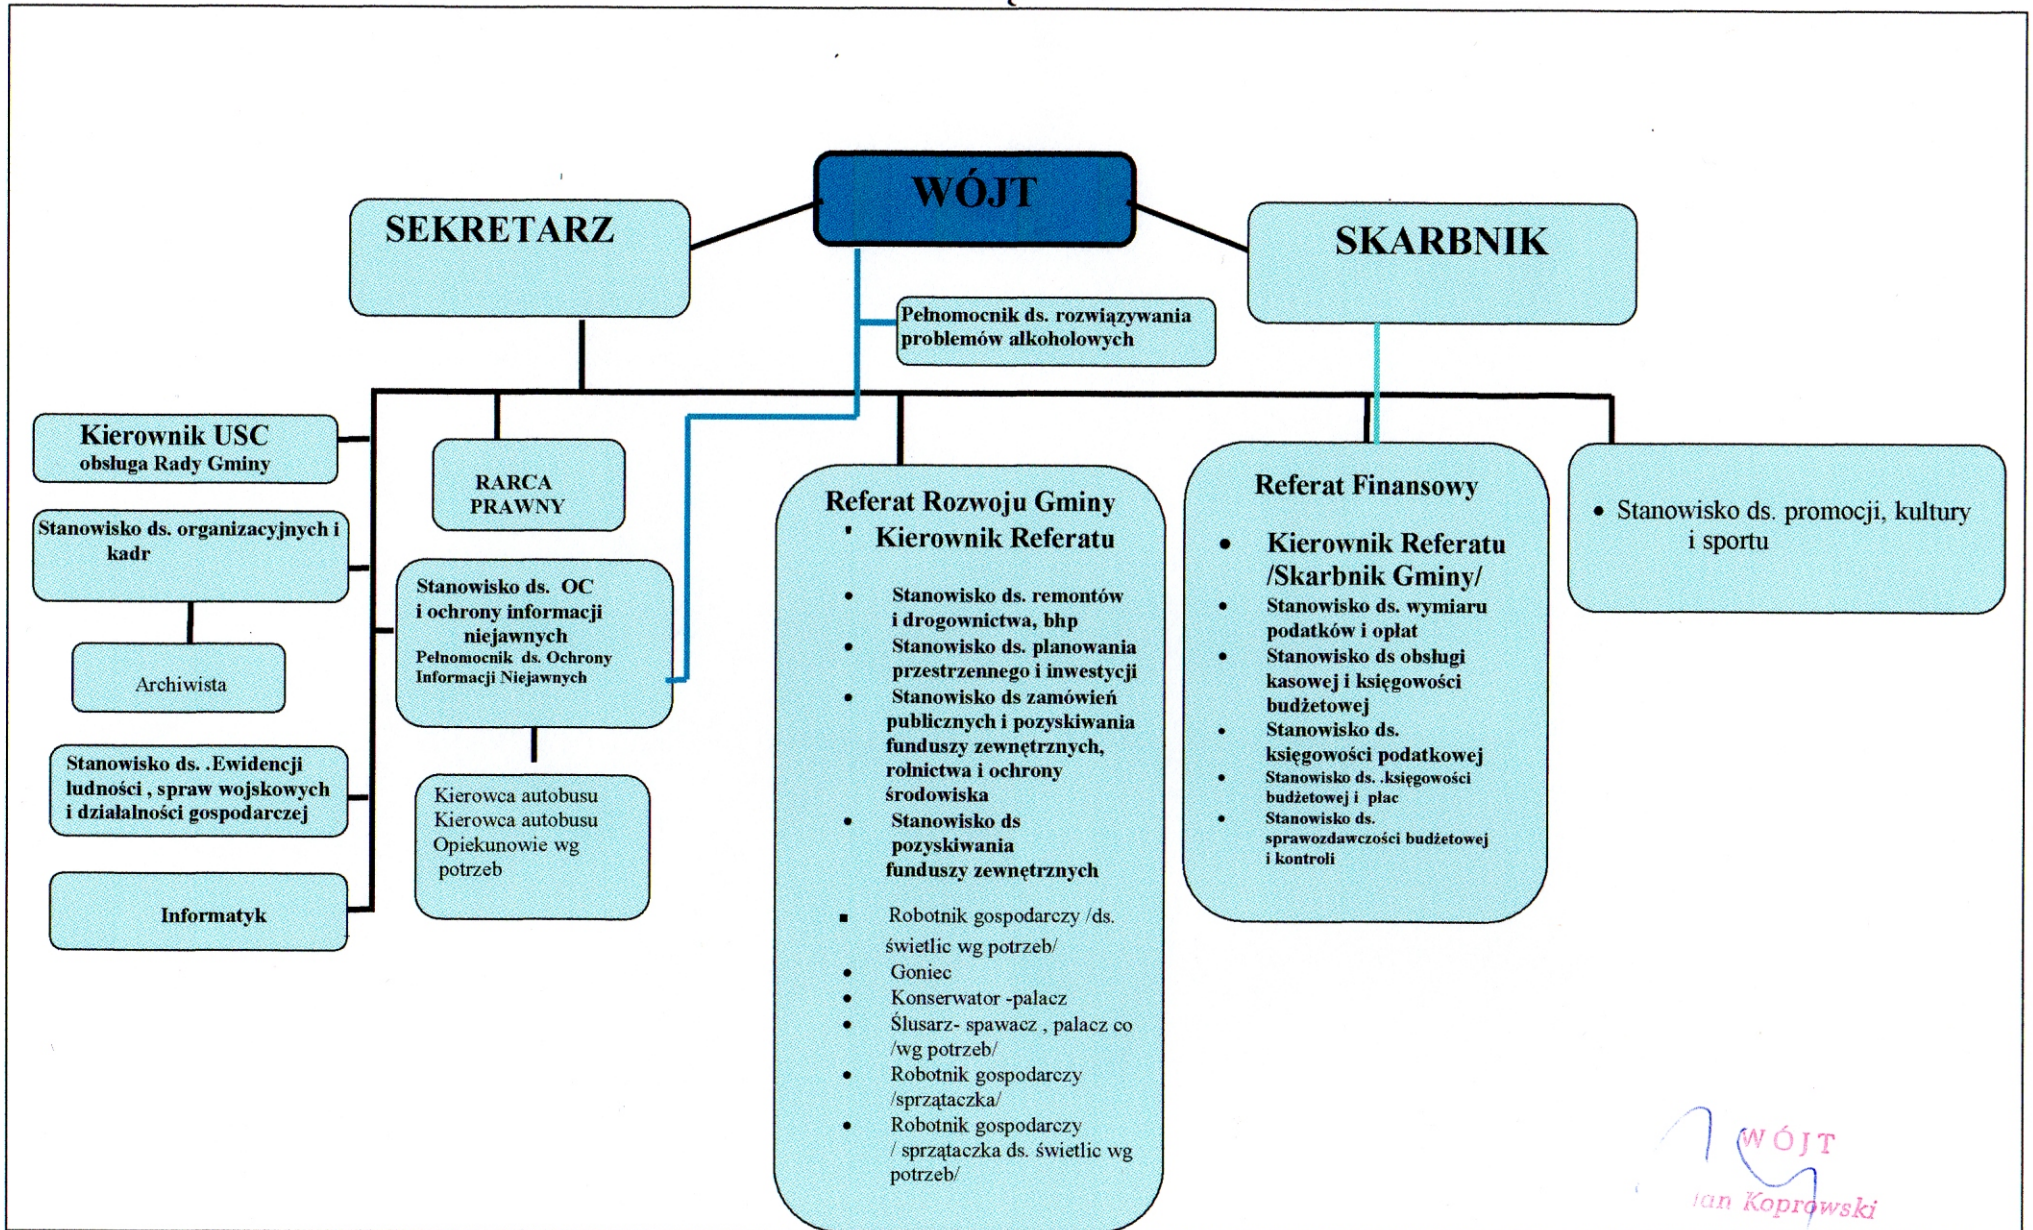 WÓJT
SEKRETARZ
SKARBNIK
Pełnomocnik ds. rozwiązywania
problemów alkoholowych
Kierownik USC
obsługa Rady Gminy
Stanowisko ds. organizacyjnych i
kadr
Archiwista
Stanowisko ds. .Ewidencji
ludności , spraw wojskowych
i działalności gospodarczej
Informatyk
RARCA
PRAWNY
Stanowisko ds. OC
i ochrony informacji
niejawnych
Pełnomocnik ds. Ochrony
Informacji Niejawnych
Kierowca autobusu
Kierowca autobusu
Opiekunowie wg
potrzeb
Referat Rozwoju Gminy
Kierownik Referatu
• Stanowisko ds. remontów
i drogownictwa, bhp
• Stanowisko ds. planowania
przestrzennego i inwestycji
• Stanowisko ds zamówień
publicznych i pozyskiwania
funduszy zewnętrznych,
rolnictwa i ochrony
środowiska
• Stanowisko ds
pozyskiwania
funduszy zewnętrznych
▪ Robotnik gospodarczy /ds.
świetlic wg potrzeb/
• Goniec
• Konserwator -palacz
• Ślusarz- spawacz , palacz co
/wg potrzeb/
• Robotnik gospodarczy
/sprzątaczka/
• Robotnik gospodarczy
/ sprzątaczka ds. świetlic wg
potrzeb/
Referat Finansowy
• Kierownik Referatu
/Skarbnik Gminy/
• Stanowisko ds. wymiaru
podatków i opłat
• Stanowisko ds obsługi
kasowej i księgowości
budżetowej
• Stanowisko ds.
księgowości podatkowej
• Stanowisko ds. .księgowości
budżetowej i płac
• Stanowisko ds.
sprawozdawczości budżetowej
i kontroli
• Stanowisko ds. promocji, kultury
i sportu
WÓJT
Koprowski